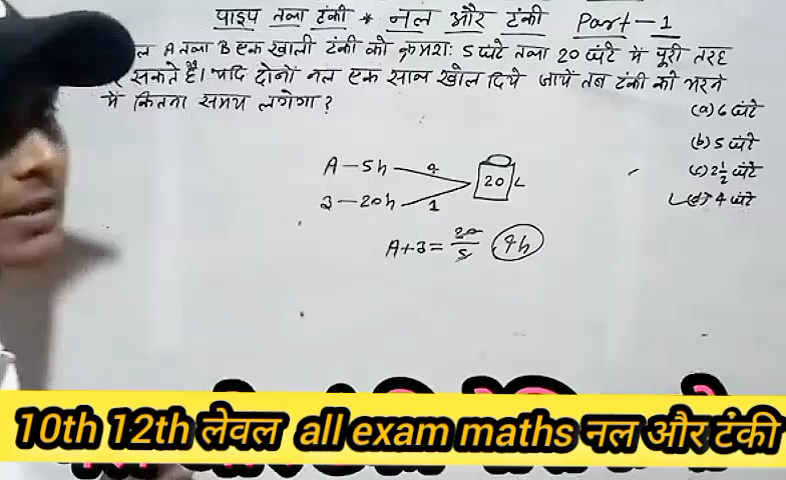 पाइप तथा टंकी * नल और टंकी Part-1
A तथा B एक खाली टंकी को क्रमशः 5 घंटे तथा 20 घंटे में पूरी तरह
सकते हैं। यदि दोनों नल एक साथ खोल दिये जायें तब टंकी को भरने
में कितना समय लगेगा?
(a) 6 घंटे
(b) 5 घंटे
(c) 2 1/2 घंटे
(d) 4 घंटे
A - 5h 4
20 L
B - 20h 1
A+B = 20/5 4h
10th 12th लेवल all exam maths नल और टंकी